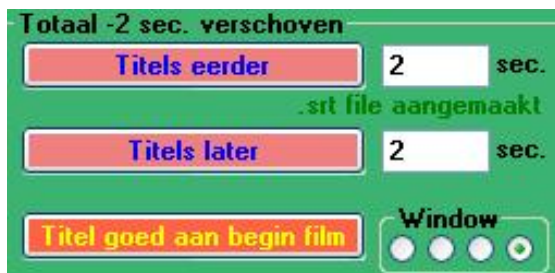 Totaal -2 sec. verschoven
Titels eerder 2 sec.
.srt file aangemaakt
Titels later 2 sec.
Titel goed aan begin film Window